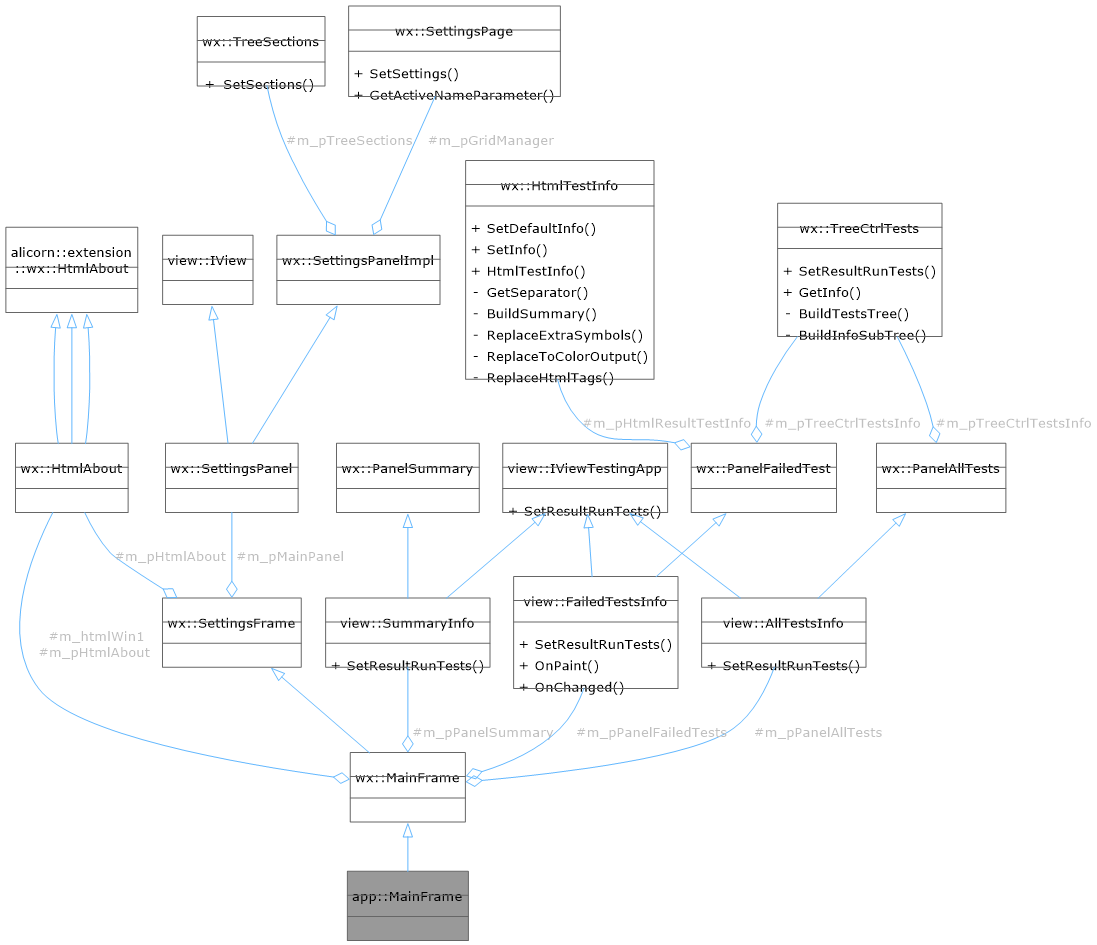 wx::TreeSections
+ SetSections()
wx::SettingsPage
+ SetSettings()
+ GetActiveNameParameter()
#m_pTreeSections
#m_pGridManager
wx::HtmlTestInfo
+ SetDefaultInfo()
+ SetInfo()
+ HtmlTestInfo()
- GetSeparator()
- BuildSummary()
- ReplaceExtraSymbols()
- ReplaceToColorOutput()
- ReplaceHtmlTags()
wx::TreeCtrlTests
+ SetResultRunTests()
+ GetInfo()
- BuildTestsTree()
- BuildInfoSubTree()
alicorn::extension
::wx::HtmlAbout
view::IView
wx::SettingsPanelImpl
#m_pHtmlResultTestInfo
#m_pTreeCtrlTestsInfo
#m_pTreeCtrlTestsInfo
wx::HtmlAbout
wx::SettingsPanel
wx::PanelSummary
view::IViewTestingApp
+ SetResultRunTests()
wx::PanelFailedTest
wx::PanelAllTests
#m_pHtmlAbout
#m_pMainPanel
wx::SettingsFrame
view::SummaryInfo
+ SetResultRunTests()
view::FailedTestsInfo
+ SetResultRunTests()
+ OnPaint()
+ OnChanged()
view::AllTestsInfo
+ SetResultRunTests()
#m_htmlWin1
#m_pHtmlAbout
#m_pPanelSummary
#m_pPanelFailedTests
#m_pPanelAllTests
wx::MainFrame
app::MainFrame